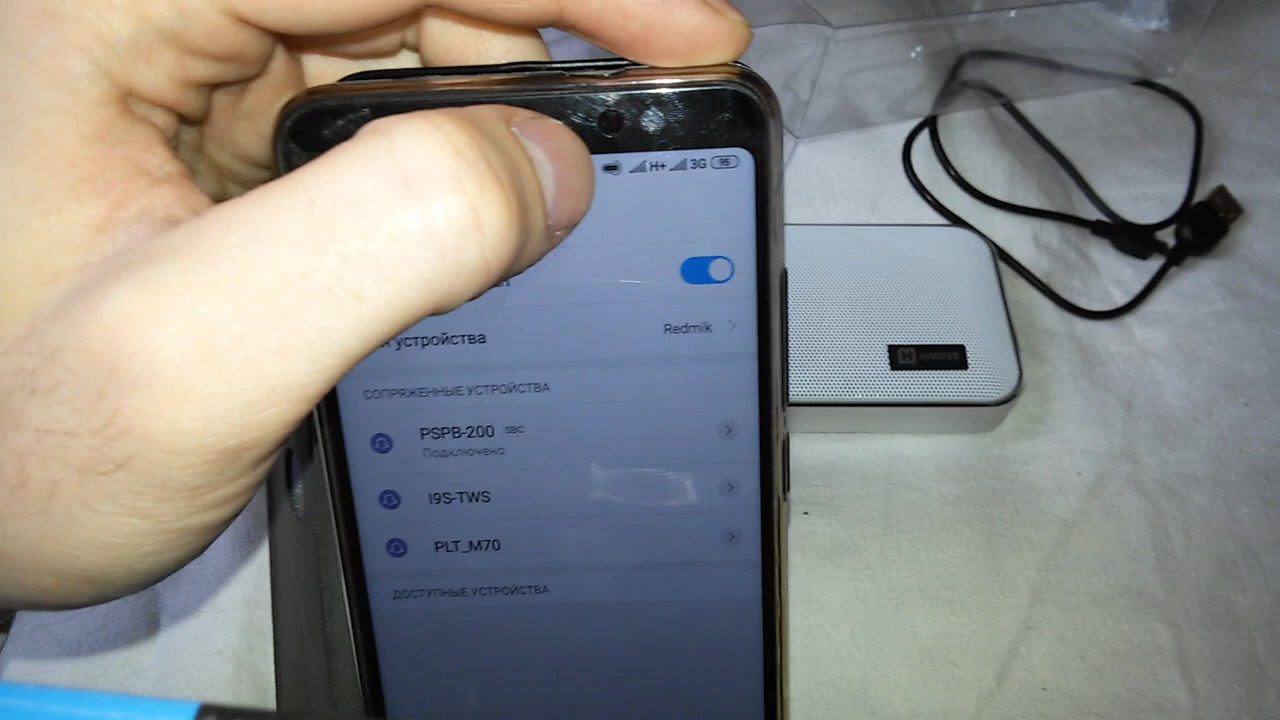 H+ 3G 95
устройства Redmik
СОПРЯЖЕННЫЕ УСТРОЙСТВА
PSPB-200 SBC
Подключено
I9S-TWS
PLT_M70
ДОСТУПНЫЕ УСТРОЙСТВА
HARPER